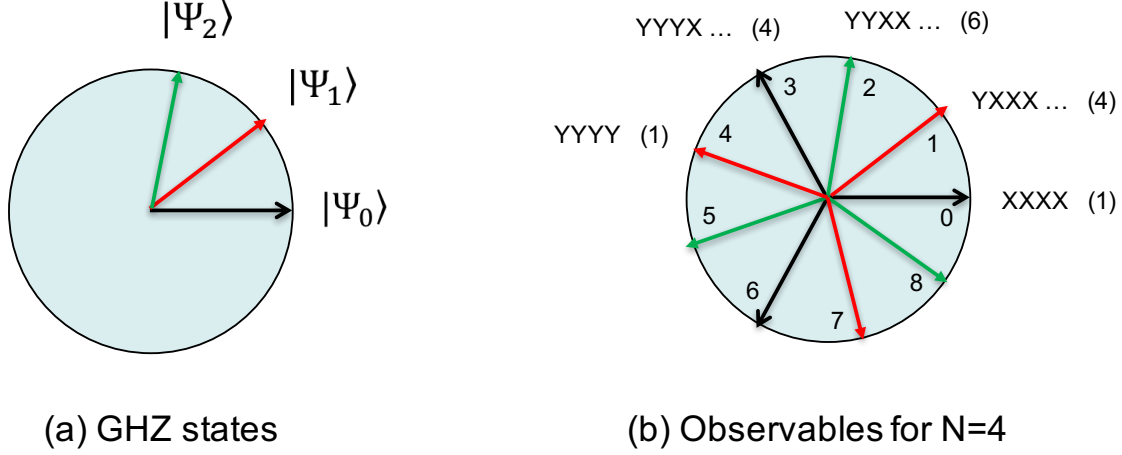 |Ψ₂⟩
|Ψ₁⟩
|Ψ₀⟩
(a) GHZ states
YYYX ... (4)
YYXX ... (6)
YXXX ... (4)
YYYY (1)
XXXX (1)
3
2
4
1
0
5
6
7
8
(b) Observables for N=4